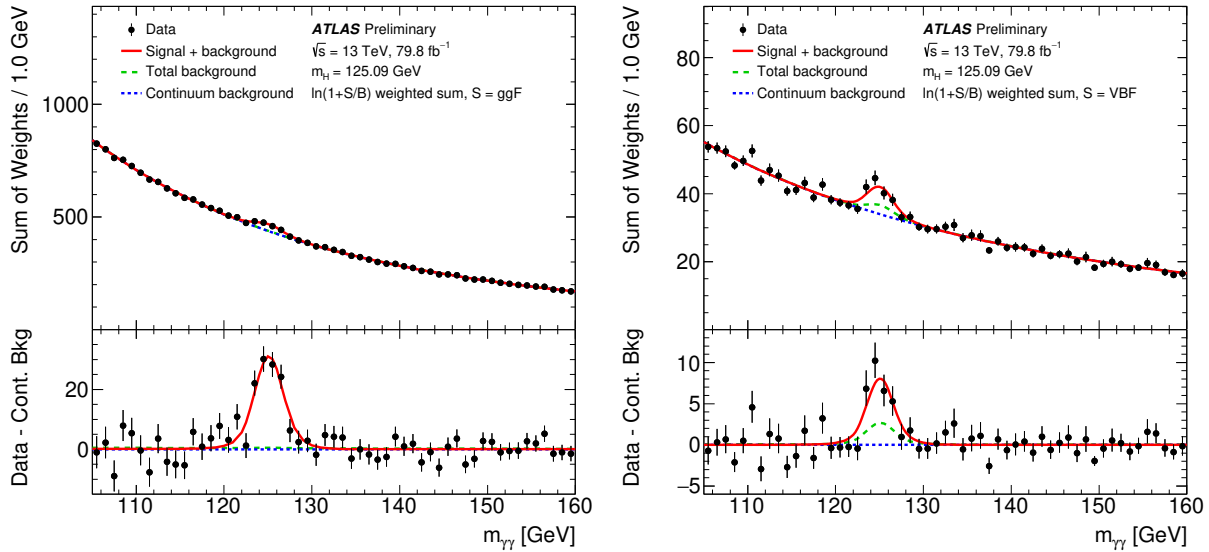 Data
Signal + background
Total background
Continuum background
ATLAS Preliminary
√s = 13 TeV, 79.8 fb⁻¹
m_H = 125.09 GeV
ln(1+S/B) weighted sum, S = ggF
Sum of Weights / 1.0 GeV
1000
500
Data - Cont. Bkg
20
0
110 120 130 140 150 160
m_γγ [GeV]
Data
Signal + background
Total background
Continuum background
ATLAS Preliminary
√s = 13 TeV, 79.8 fb⁻¹
m_H = 125.09 GeV
ln(1+S/B) weighted sum, S = VBF
Sum of Weights / 1.0 GeV
80
60
40
20
Data - Cont. Bkg
10
5
0
−5
110 120 130 140 150 160
m_γγ [GeV]